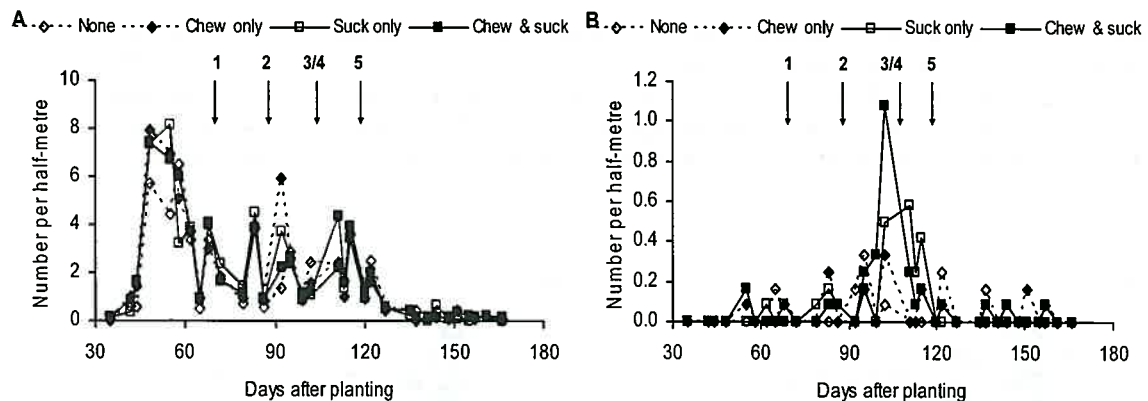 A
None Chew only Suck only Chew & suck
1 2 3/4 5
10
8
6
4
2
0
Number per half-metre
30 60 90 120 150 180
Days after planting
B
None Chew only Suck only Chew & suck
1 2 3/4 5
1.2
1.0
0.8
0.6
0.4
0.2
0.0
Number per half-metre
30 60 90 120 150 180
Days after planting